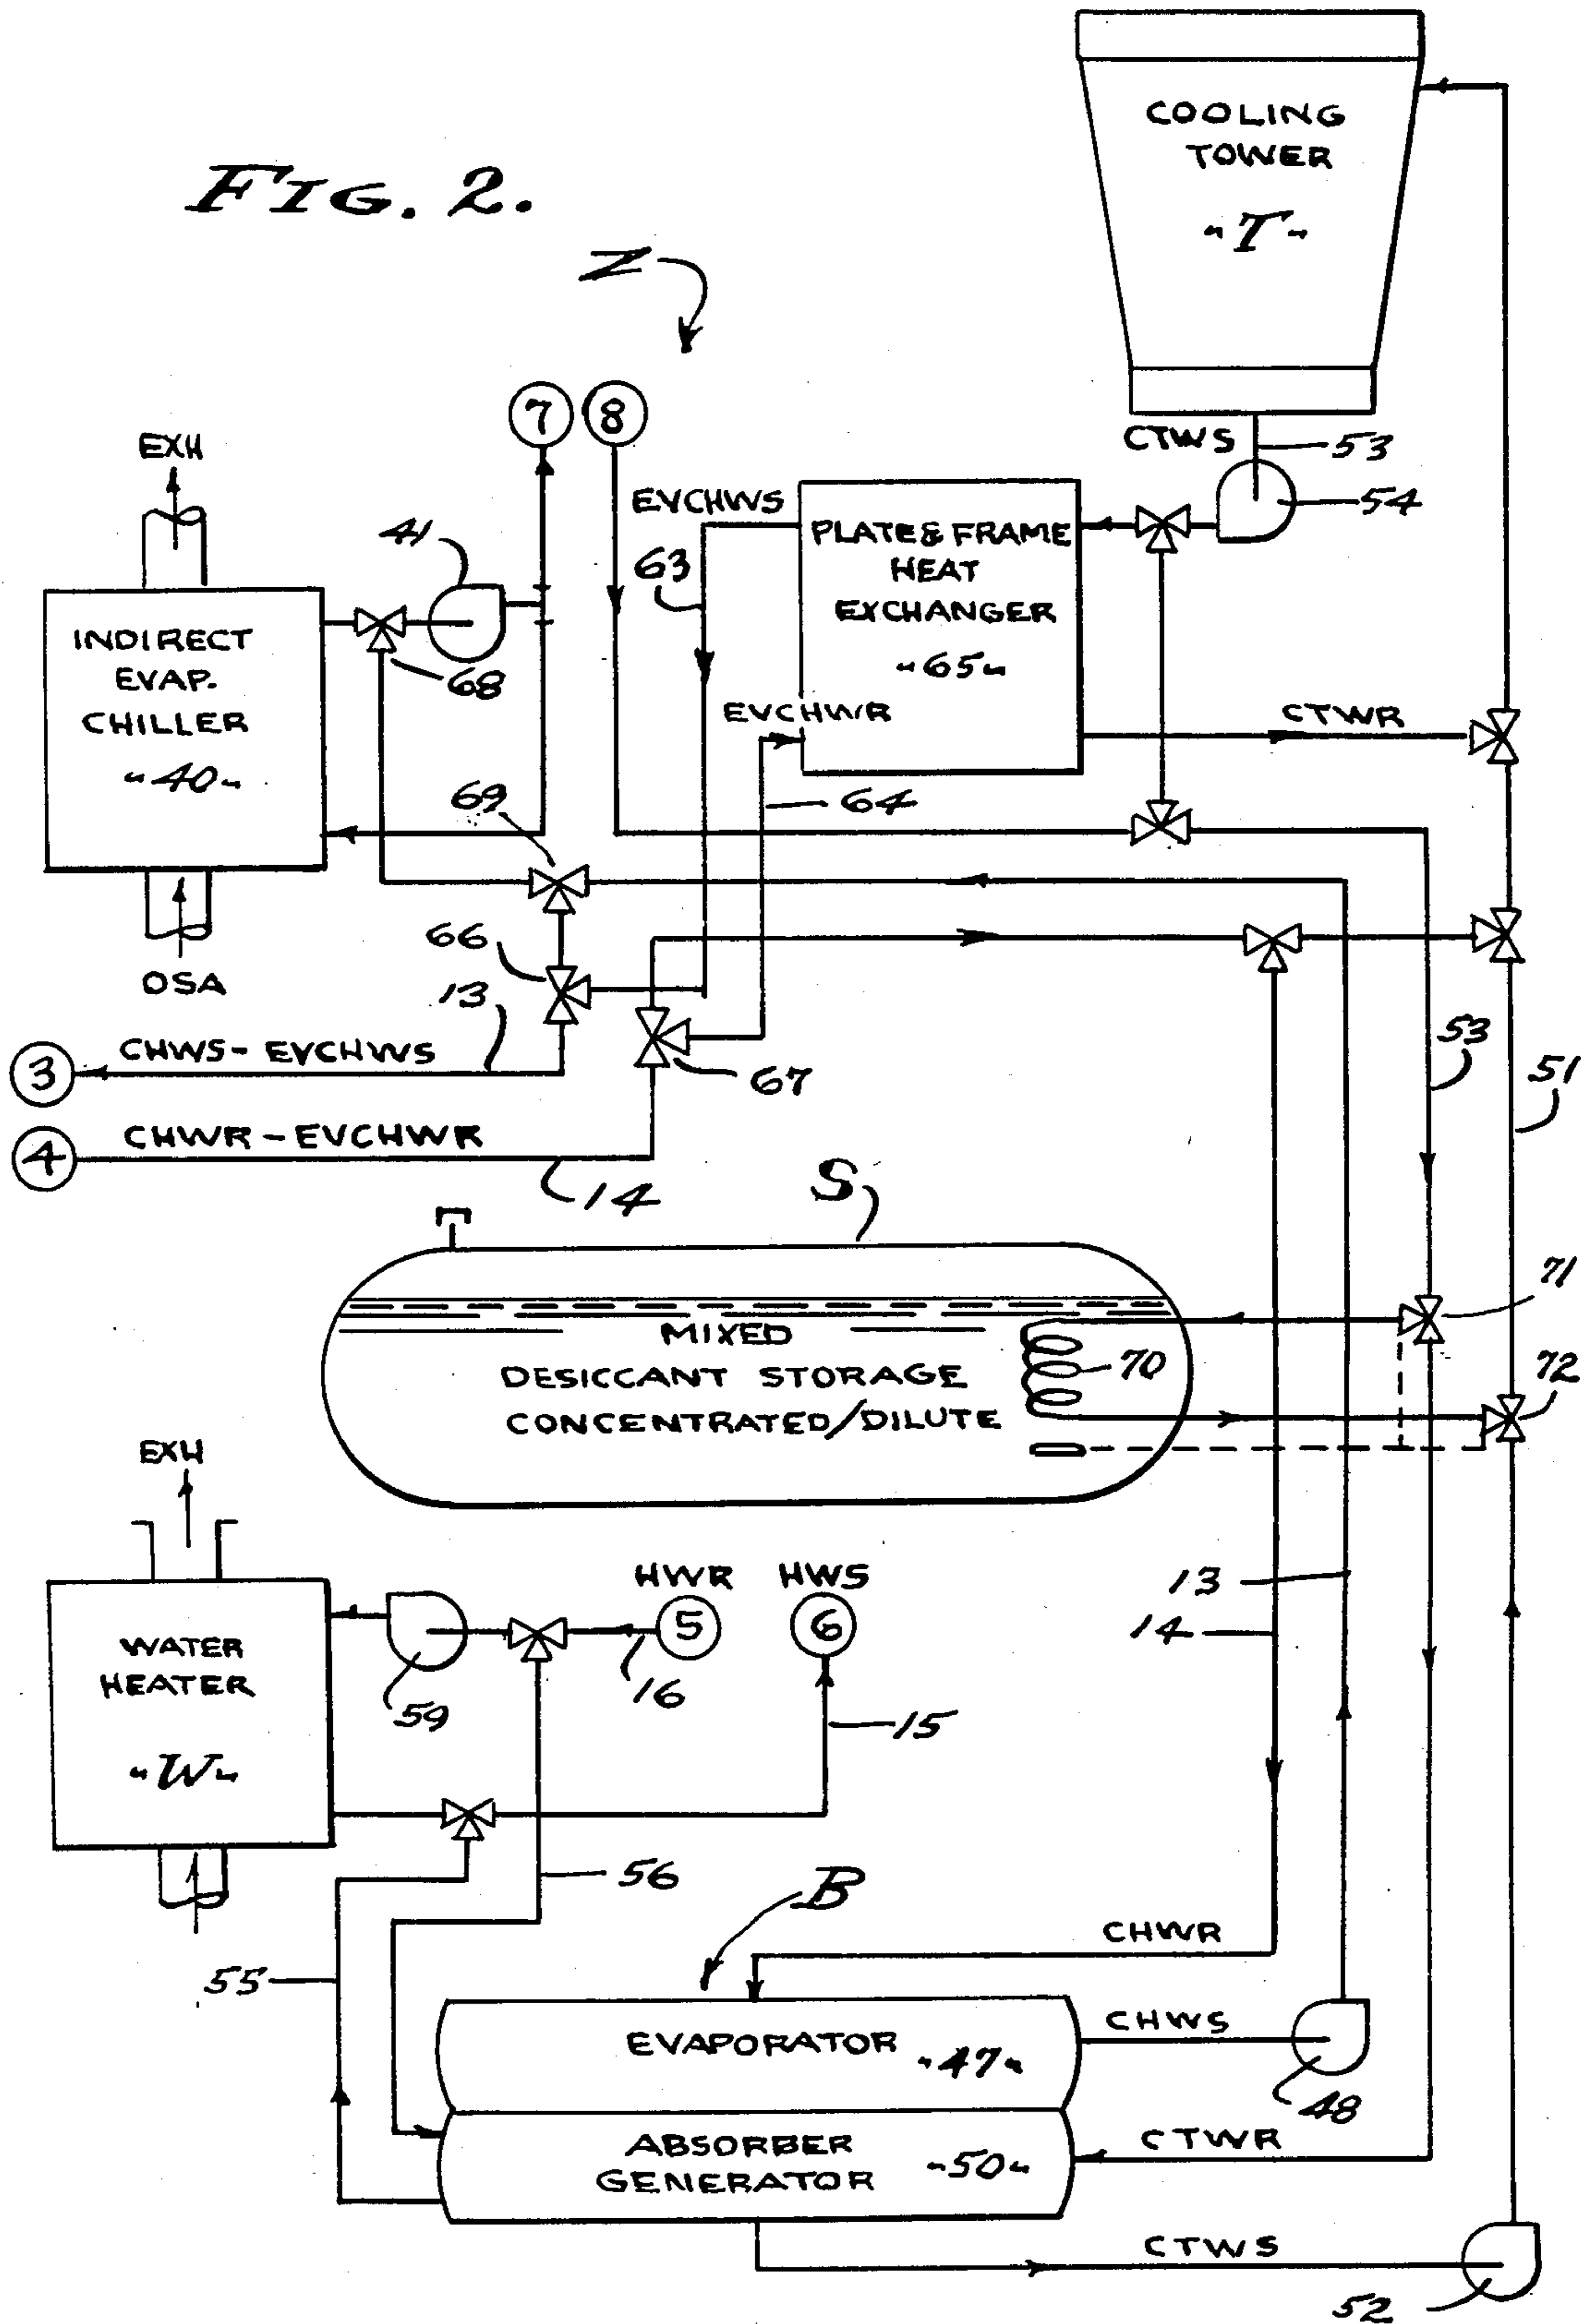 FIG. 2.
Z
COOLING
TOWER
"T"
CTWS
53
54
7
8
EXH
41
EVCHWS
63
PLATE & FRAME
HEAT
EXCHANGER
"65"
INDIRECT
EVAP.
CHILLER
"40"
68
EVCHWR
CTWR
69
64
66
OSA
13
CHWS-EVCHWS
3
67
53
51
CHWR-EVCHWR
4
14
S
71
MIXED
DESICCANT STORAGE
CONCENTRATED/DILUTE
70
72
EXH
HWR
HWS
5
6
13
14
WATER
HEATER
"W"
59
16
15
56
B
55
CHWR
EVAPORATOR "47"
CHWS
48
ABSORBER
GENERATOR
"50"
CTWR
CTWS
52